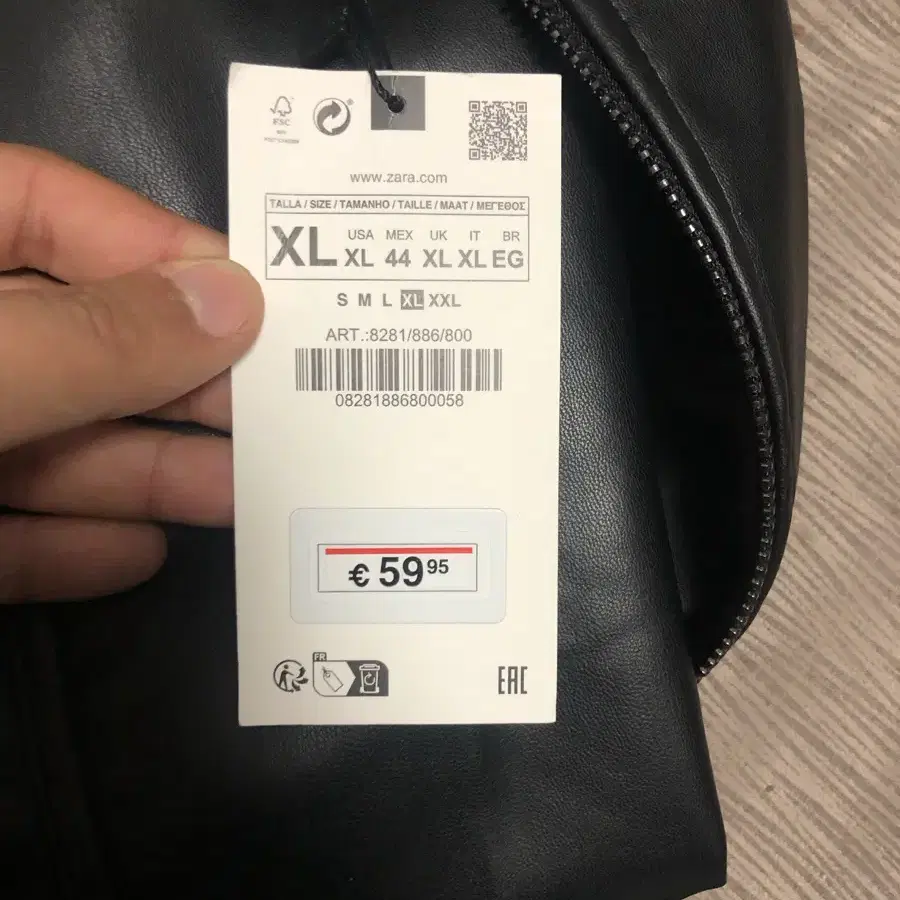 FSC
www.zara.com
TALLA / SIZE / TAMANHO / TAILLE / MAAT / ΜΕΓΕΘΟΣ
XL
USA MEX UK IT BR
XL 44 XL XL EG
S M L XL XXL
ART.:8281/886/800
08281886800058
€ 59 95
FR
EAC